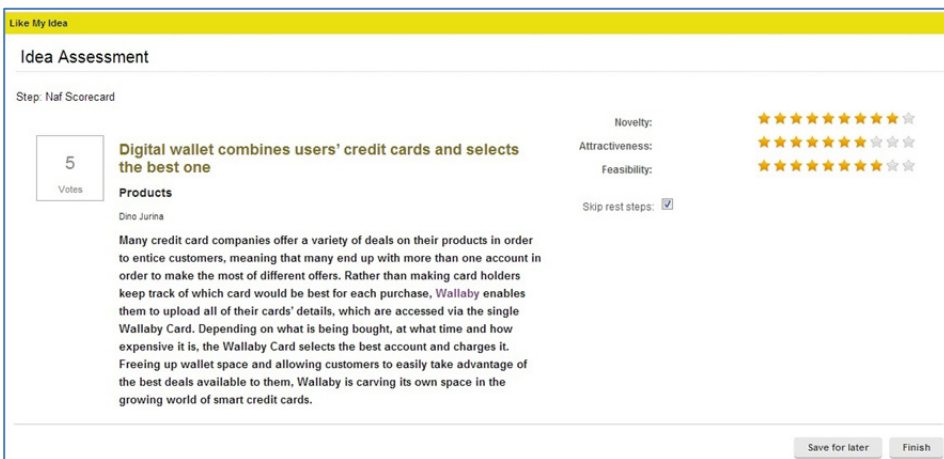 Like My Idea
Idea Assessment
Step: Naf Scorecard
5
Votes
Digital wallet combines users' credit cards and selects
the best one
Products
Dino Jurina
Many credit card companies offer a variety of deals on their products in order
to entice customers, meaning that many end up with more than one account in
order to make the most of different offers. Rather than making card holders
keep track of which card would be best for each purchase, Wallaby enables
them to upload all of their cards' details, which are accessed via the single
Wallaby Card. Depending on what is being bought, at what time and how
expensive it is, the Wallaby Card selects the best account and charges it.
Freeing up wallet space and allowing customers to easily take advantage of
the best deals available to them, Wallaby is carving its own space in the
growing world of smart credit cards.
Novelty:
Attractiveness:
Feasibility:
Skip rest steps:
Save for later
Finish